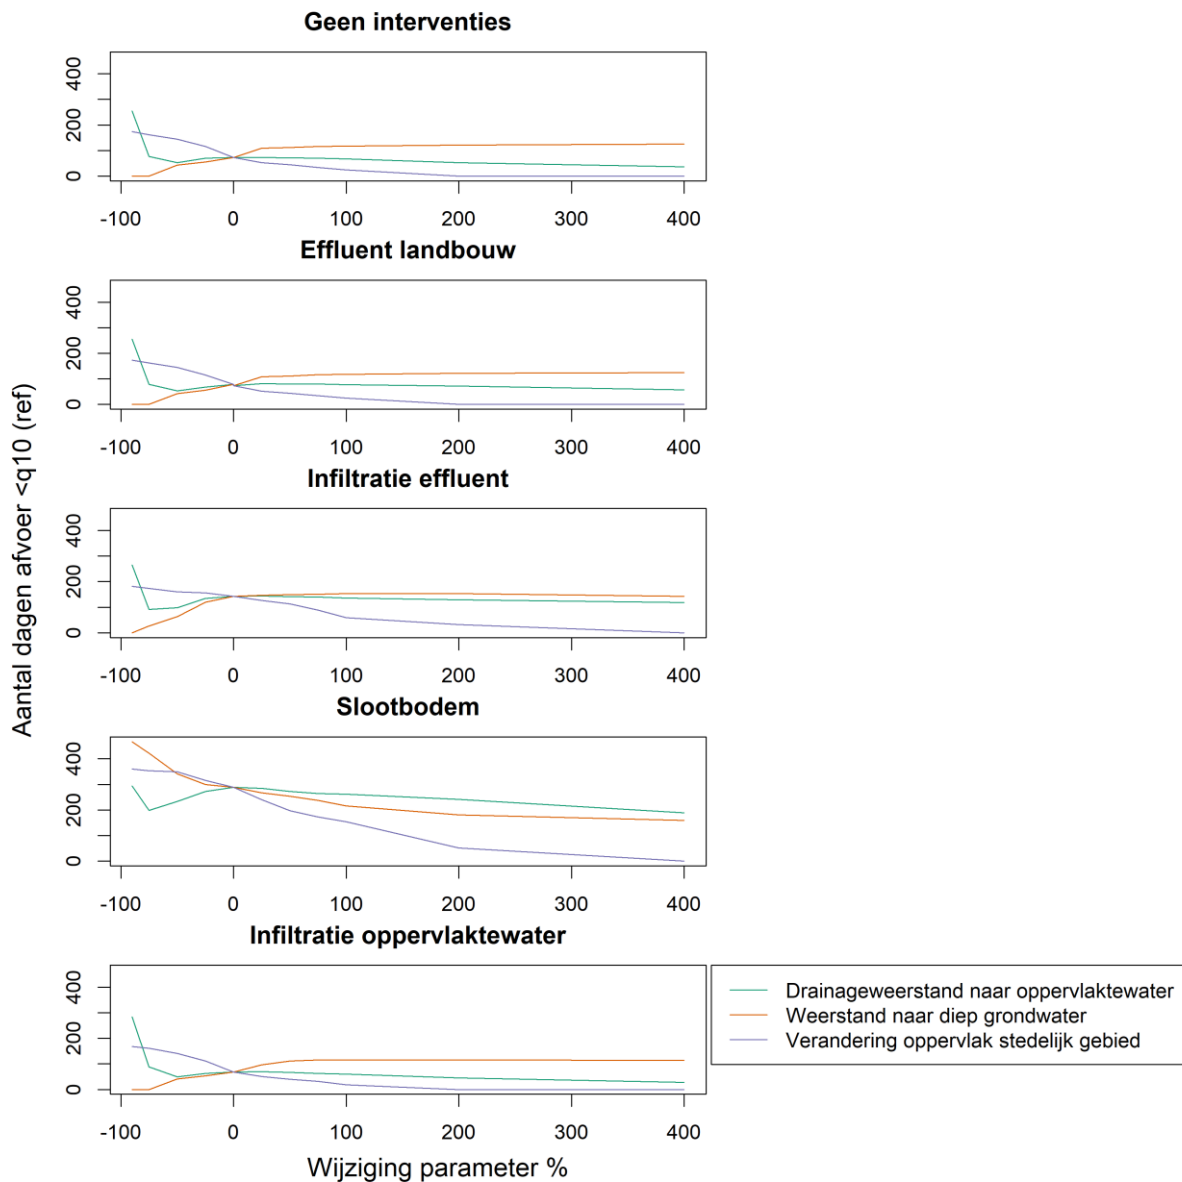 Geen interventies
0 200 400
-100 0 100 200 300 400
Effluent landbouw
0 200 400
-100 0 100 200 300 400
Infiltratie effluent
0 200 400
-100 0 100 200 300 400
Slootbodem
0 200 400
-100 0 100 200 300 400
Infiltratie oppervlaktewater
0 200 400
-100 0 100 200 300 400
Aantal dagen afvoer <q10 (ref)
Wijziging parameter %
Drainageweerstand naar oppervlaktewater
Weerstand naar diep grondwater
Verandering oppervlak stedelijk gebied